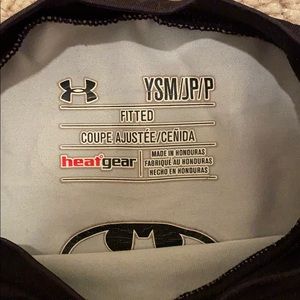 YSM/JP/P
FITTED
COUPE AJUSTÉE/CEÑIDA
heatgear
MADE IN HONDURAS
FABRIQUÉ AU HONDURAS
HECHO EN HONDURAS